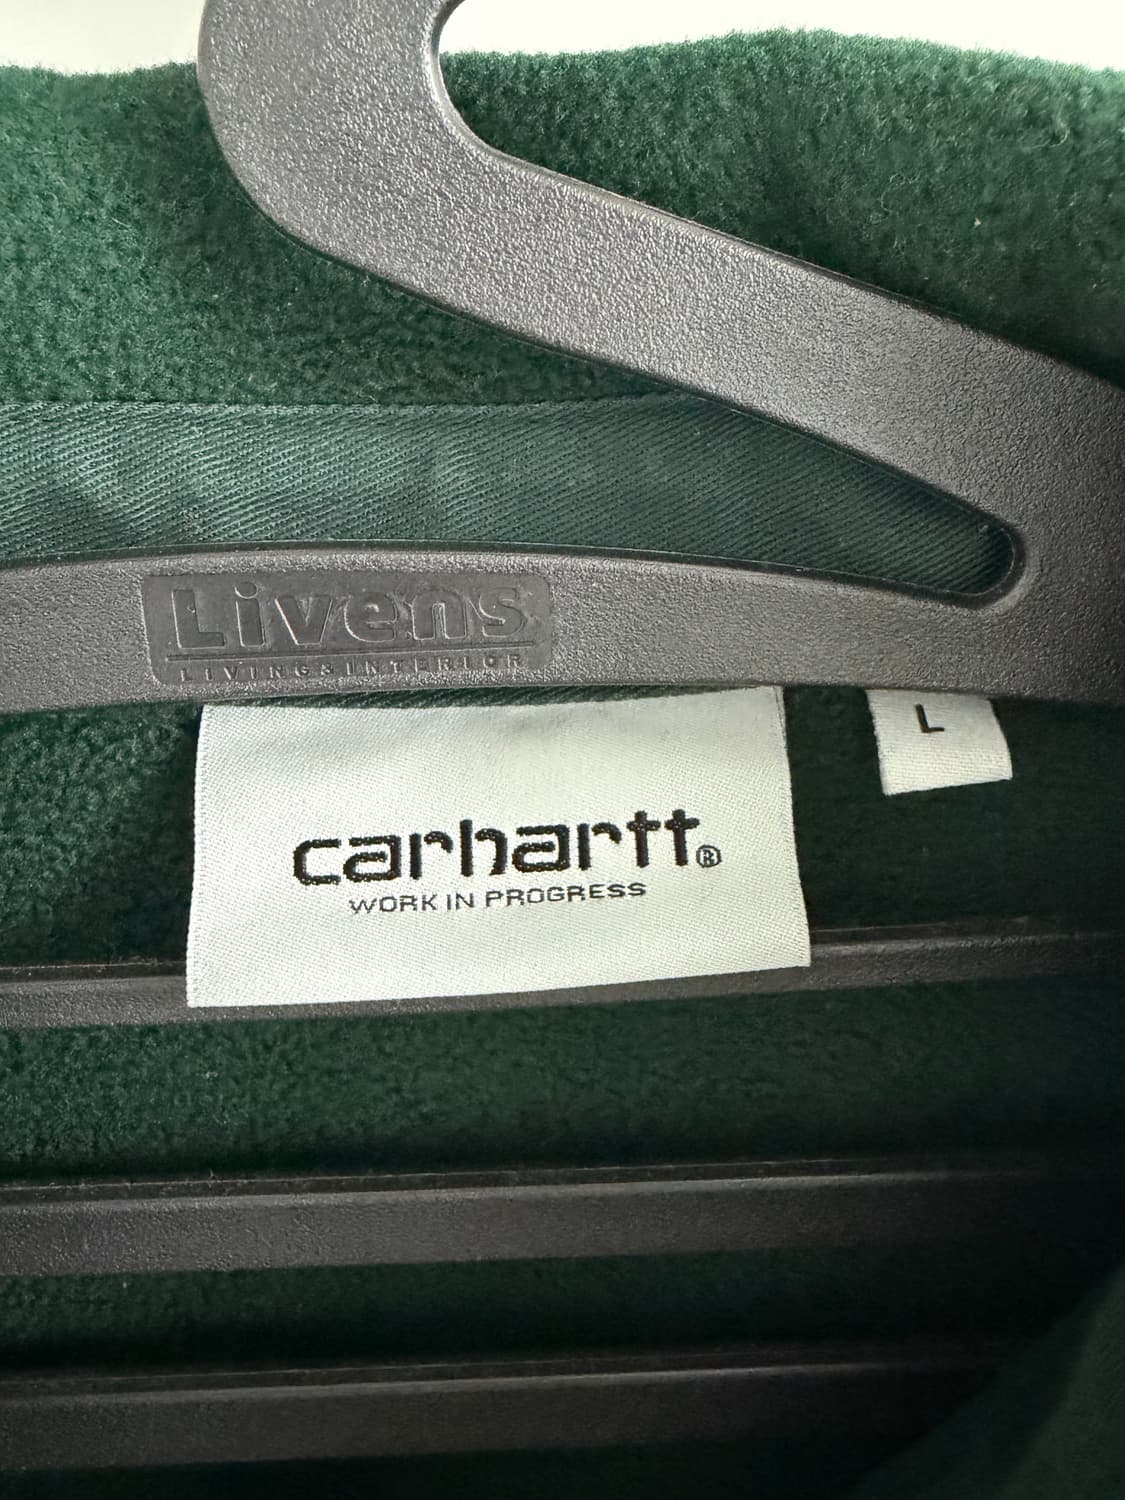 Livens
LIVING&INTERIOR
L
carhartt®
WORK IN PROGRESS